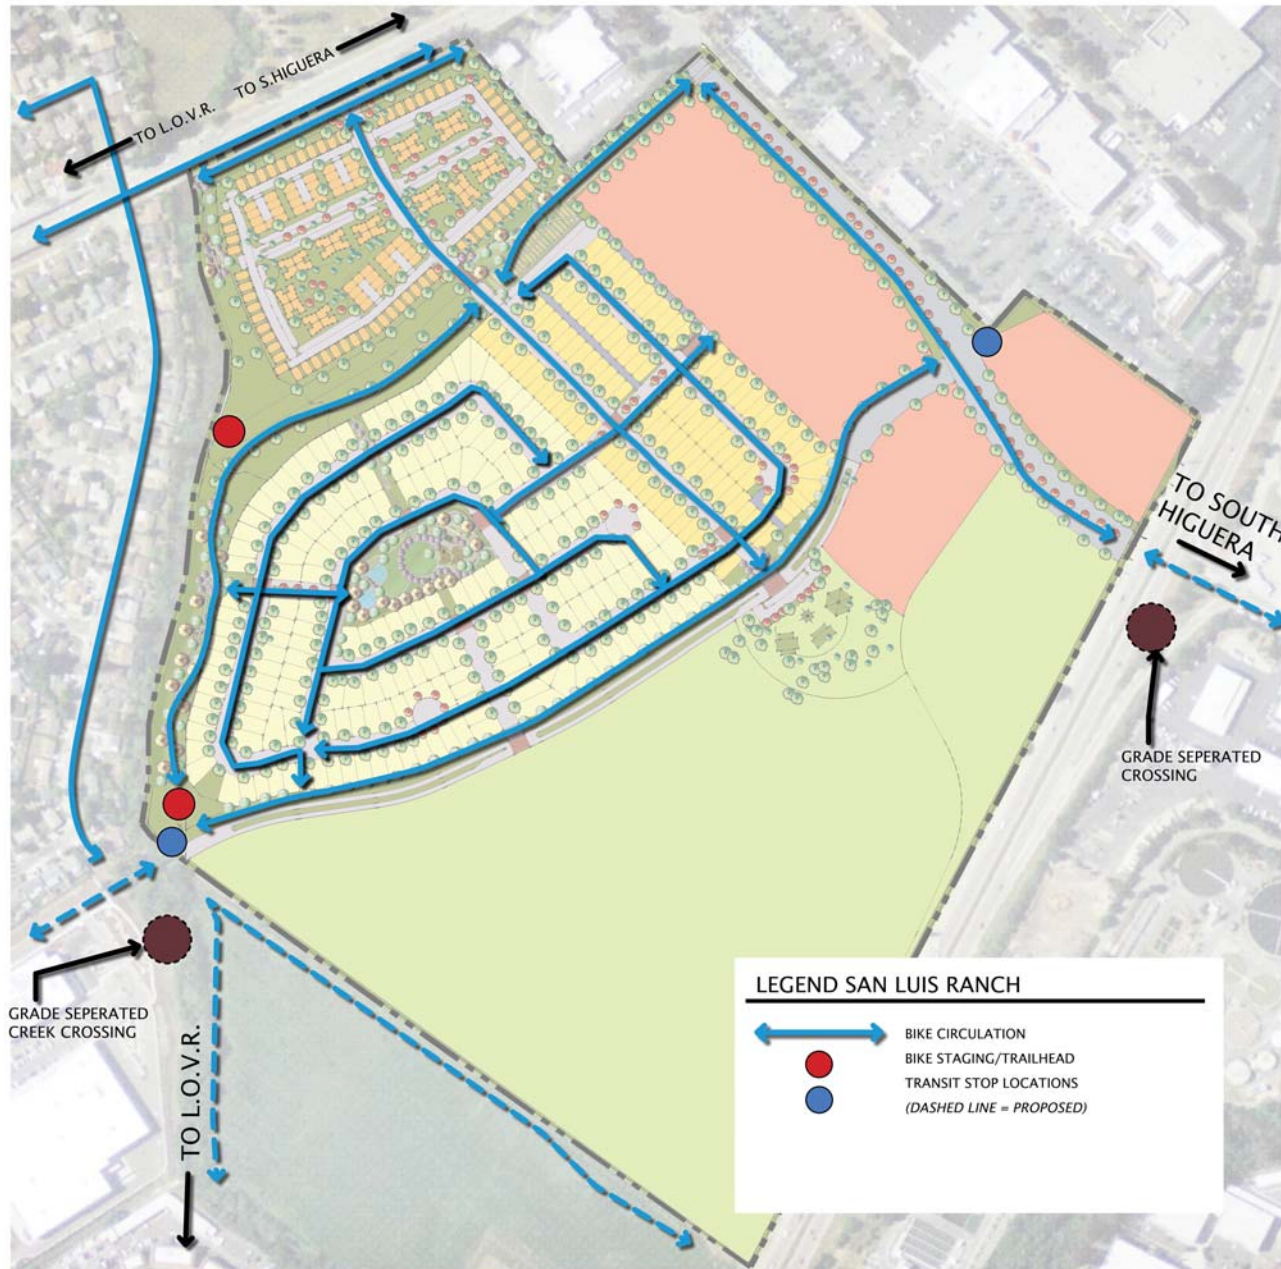 TO L.O.V.R.
TO S.HIGUERA
TO SOUTH
HIGUERA
GRADE SEPERATED
CROSSING
GRADE SEPERATED
CREEK CROSSING
TO L.O.V.R.
LEGEND SAN LUIS RANCH
BIKE CIRCULATION
BIKE STAGING/TRAILHEAD
TRANSIT STOP LOCATIONS
(DASHED LINE = PROPOSED)